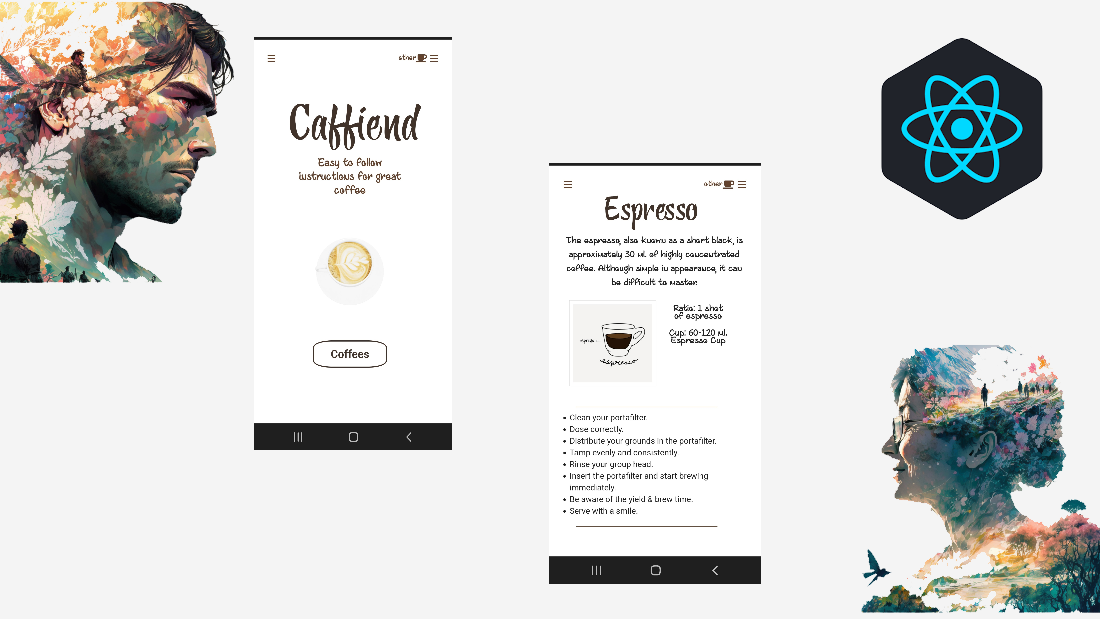 other
Caffiend
Easy to follow
instructions for great
coffee
Coffees
other
Espresso
The espresso, also known as a short black, is
approximately 30 ml of highly concentrated
coffee. Although simple in appearance, it can
be difficult to master.
Ratio: 1 shot
of espresso
Cup: 60-120 ml
Espresso Cup
espresso
Clean your portafilter.
Dose correctly.
Distribute your grounds in the portafilter.
Tamp evenly and consistently
Rinse your group head.
Insert the portafilter and start brewing
immediately
Be aware of the yield & brew time.
Serve with a smile.